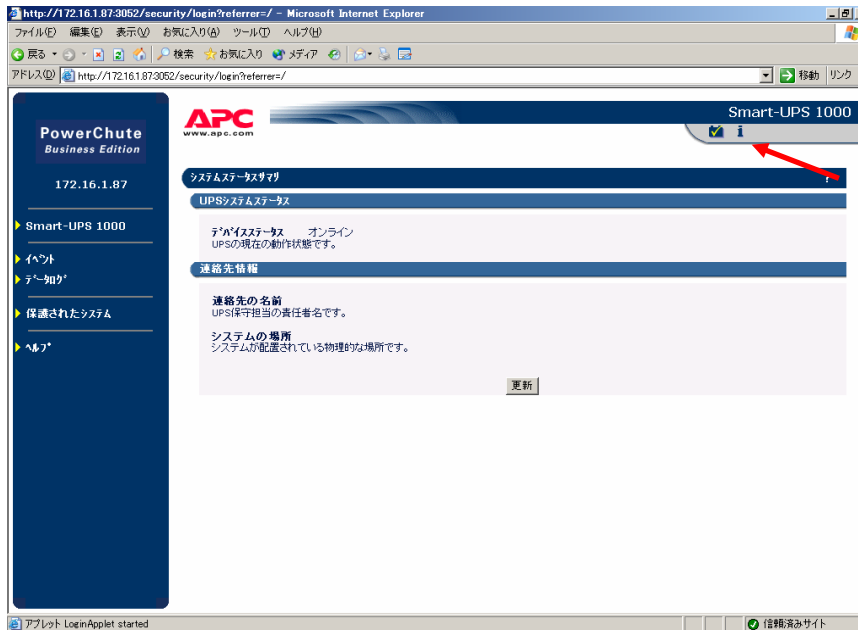 http://172.16.1.87:3052/security/login?referrer=/ - Microsoft Internet Explorer
ファイル(F) 編集(E) 表示(V) お気に入り(A) ツール(T) ヘルプ(H)
戻る 検索 お気に入り メディア
アドレス(D) http://172.16.1.87:3052/security/login?referrer=/ 移動 リンク
APC
www.apc.com
Smart-UPS 1000
PowerChute
Business Edition
172.16.1.87
Smart-UPS 1000
ｲﾍﾞﾝﾄ
ﾃﾞｰﾀﾛｸﾞ
保護されたｼｽﾃﾑ
ﾍﾙﾌﾟ
ｼｽﾃﾑｽﾃｰﾀｽｻﾏﾘ
UPSｼｽﾃﾑｽﾃｰﾀｽ
ﾃﾞﾊﾞｲｽｽﾃｰﾀｽ オンライン
UPSの現在の動作状態です。
連絡先情報
連絡先の名前
UPS保守担当の責任者名です。
システムの場所
システムが配置されている物理的な場所です。
更新
アプレット LoginApplet started 信頼済みサイト